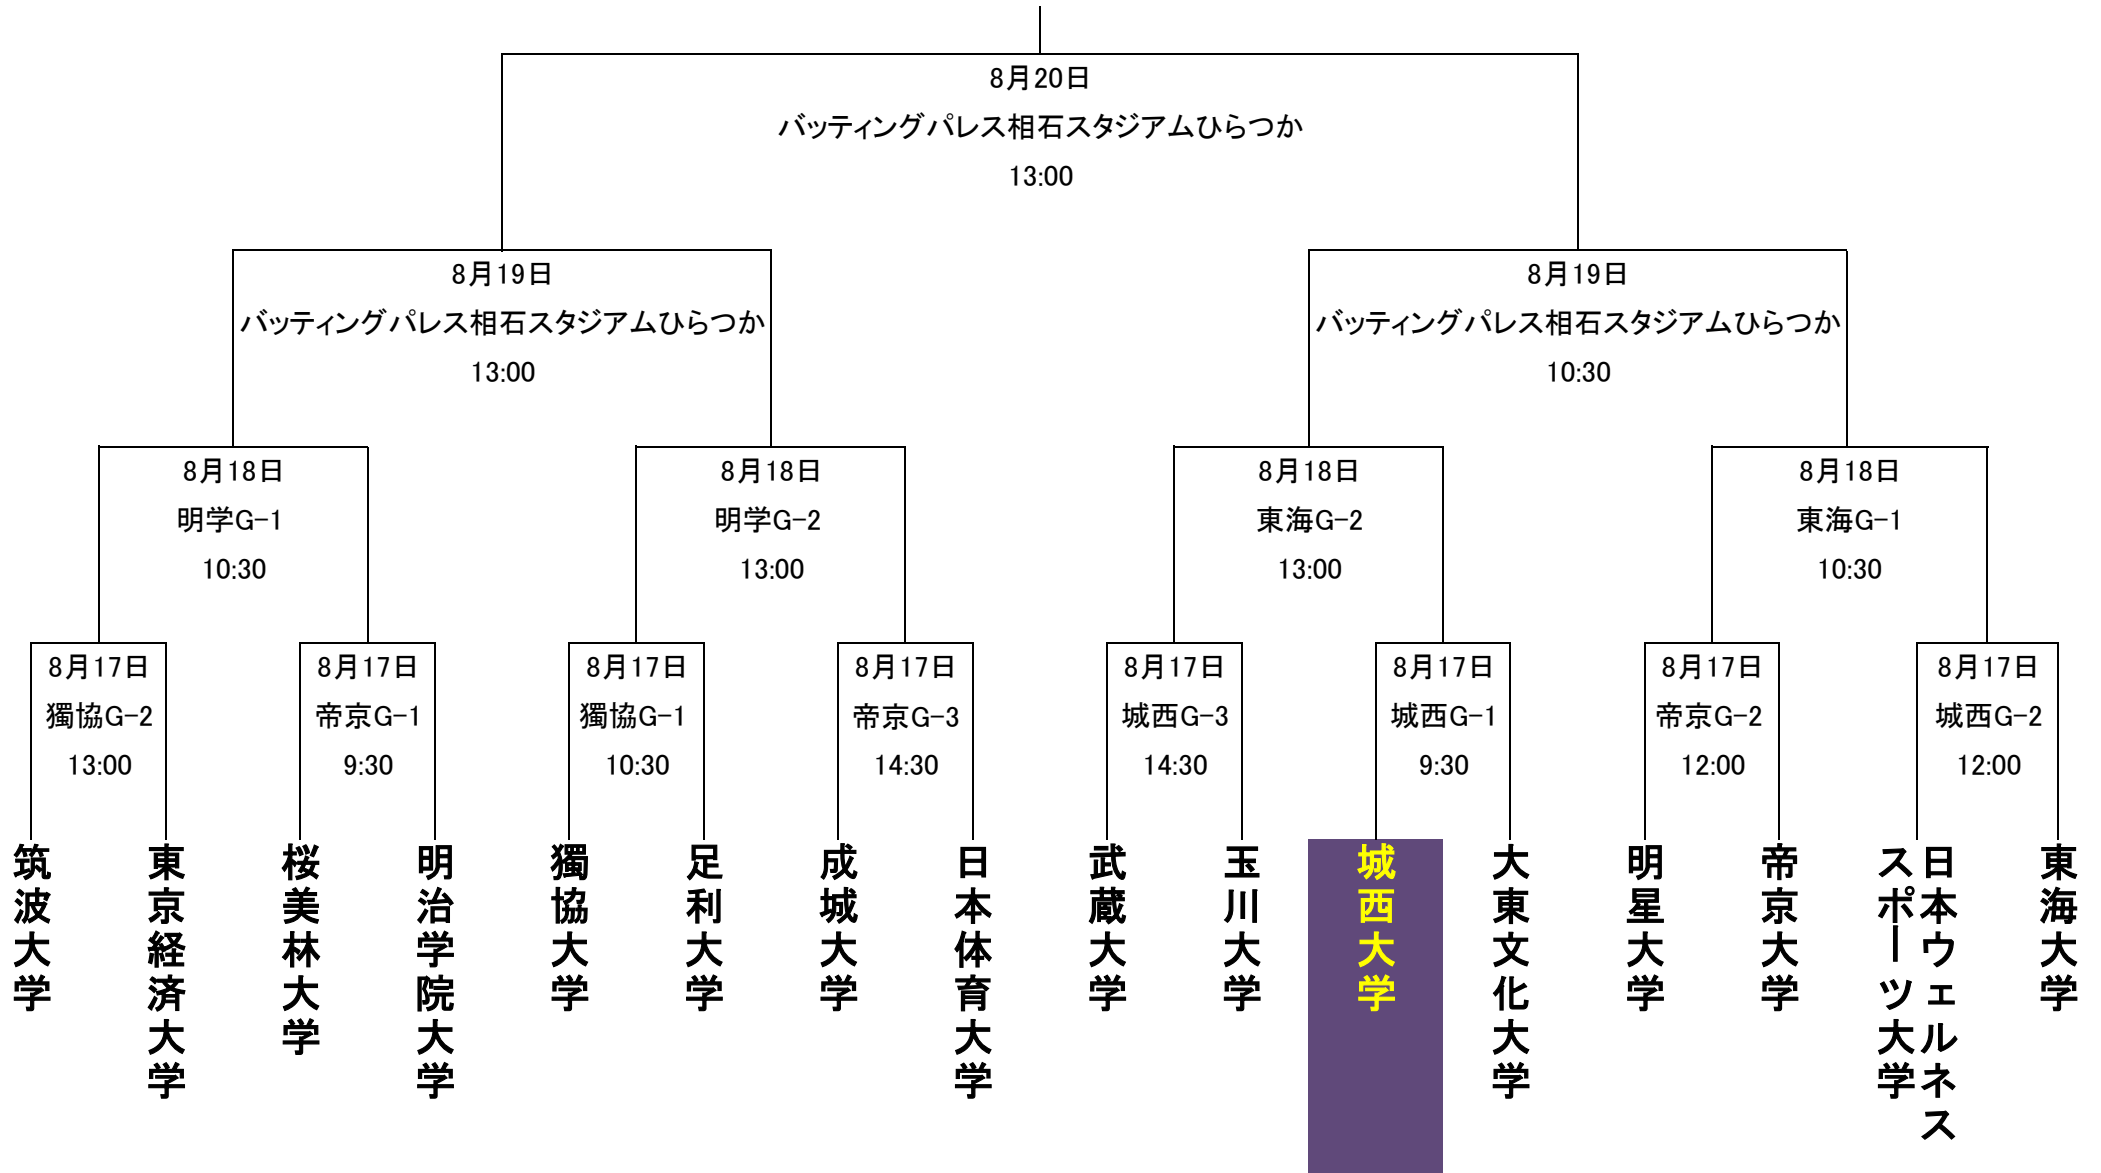 8月20日
バッティングパレス相石スタジアムひらつか
13:00
8月19日
バッティングパレス相石スタジアムひらつか
13:00
8月19日
バッティングパレス相石スタジアムひらつか
10:30
8月18日
明学G-1
10:30
8月18日
明学G-2
13:00
8月18日
東海G-2
13:00
8月18日
東海G-1
10:30
8月17日
獨協G-2
13:00
8月17日
帝京G-1
9:30
8月17日
獨協G-1
10:30
8月17日
帝京G-3
14:30
8月17日
城西G-3
14:30
8月17日
城西G-1
9:30
8月17日
帝京G-2
12:00
8月17日
城西G-2
12:00
筑波大学
東京経済大学
桜美林大学
明治学院大学
獨協大学
足利大学
成城大学
日本体育大学
武蔵大学
玉川大学
城西大学
大東文化大学
明星大学
帝京大学
日本ウェルネス
スポーツ大学
東海大学